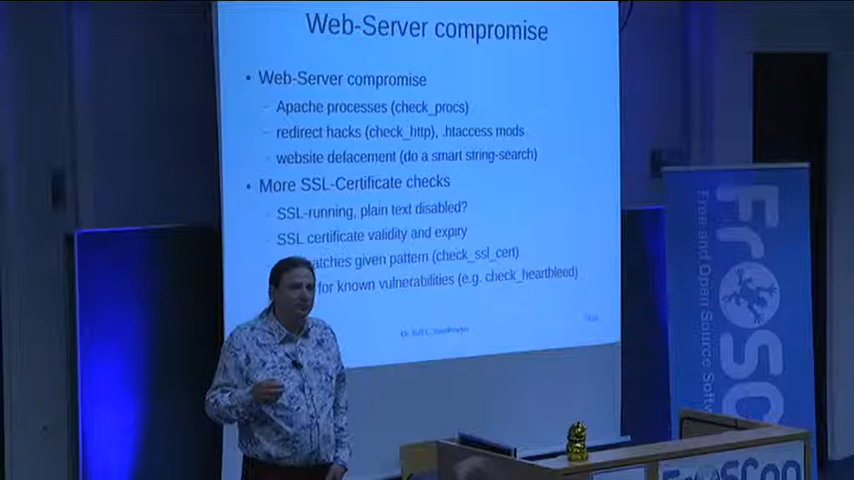 Web-Server compromise
• Web-Server compromise
– Apache processes (check_procs)
– redirect hacks (check_http), .htaccess mods
– website defacement (do a smart string-search)
• More SSL-Certificate checks
– SSL-running, plain text disabled?
– SSL certificate validity and expiry
atches given pattern (check_ssl_cert)
for known vulnerabilities (e.g. check_heartbleed)
Free and Open Source
FrOSCon
FrOSCon